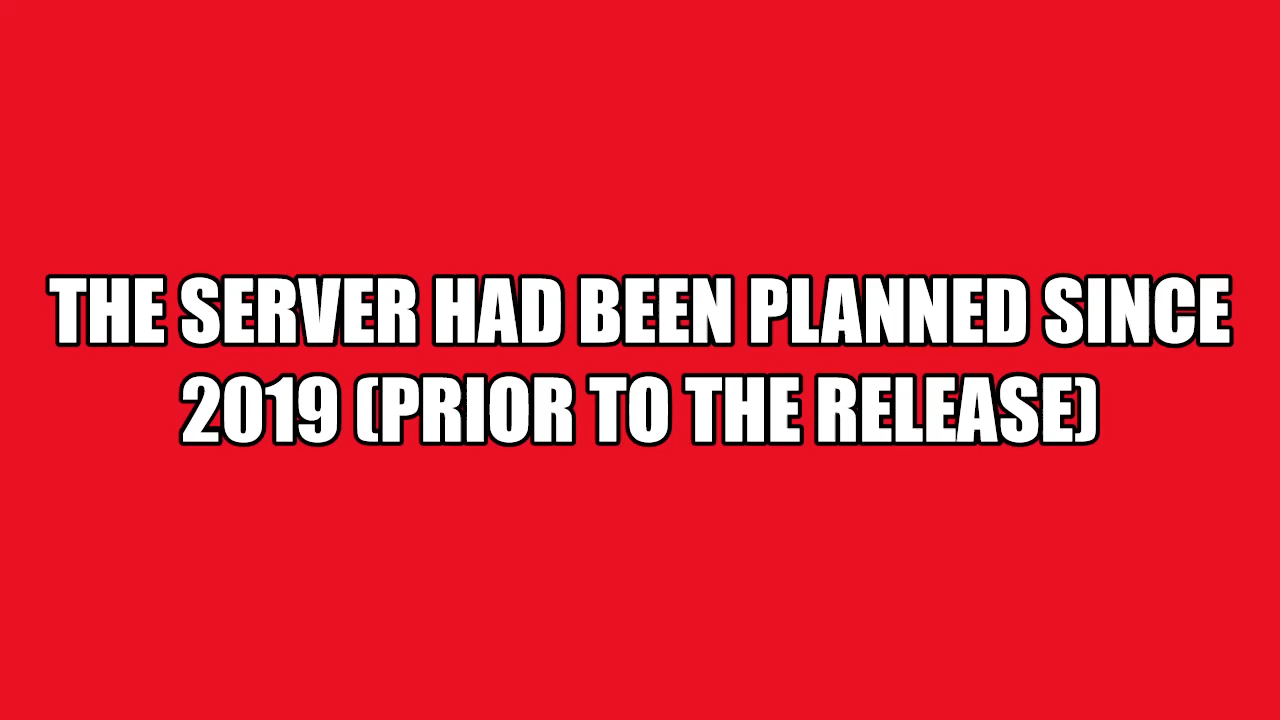 THE SERVER HAD BEEN PLANNED SINCE
2019 (PRIOR TO THE RELEASE)